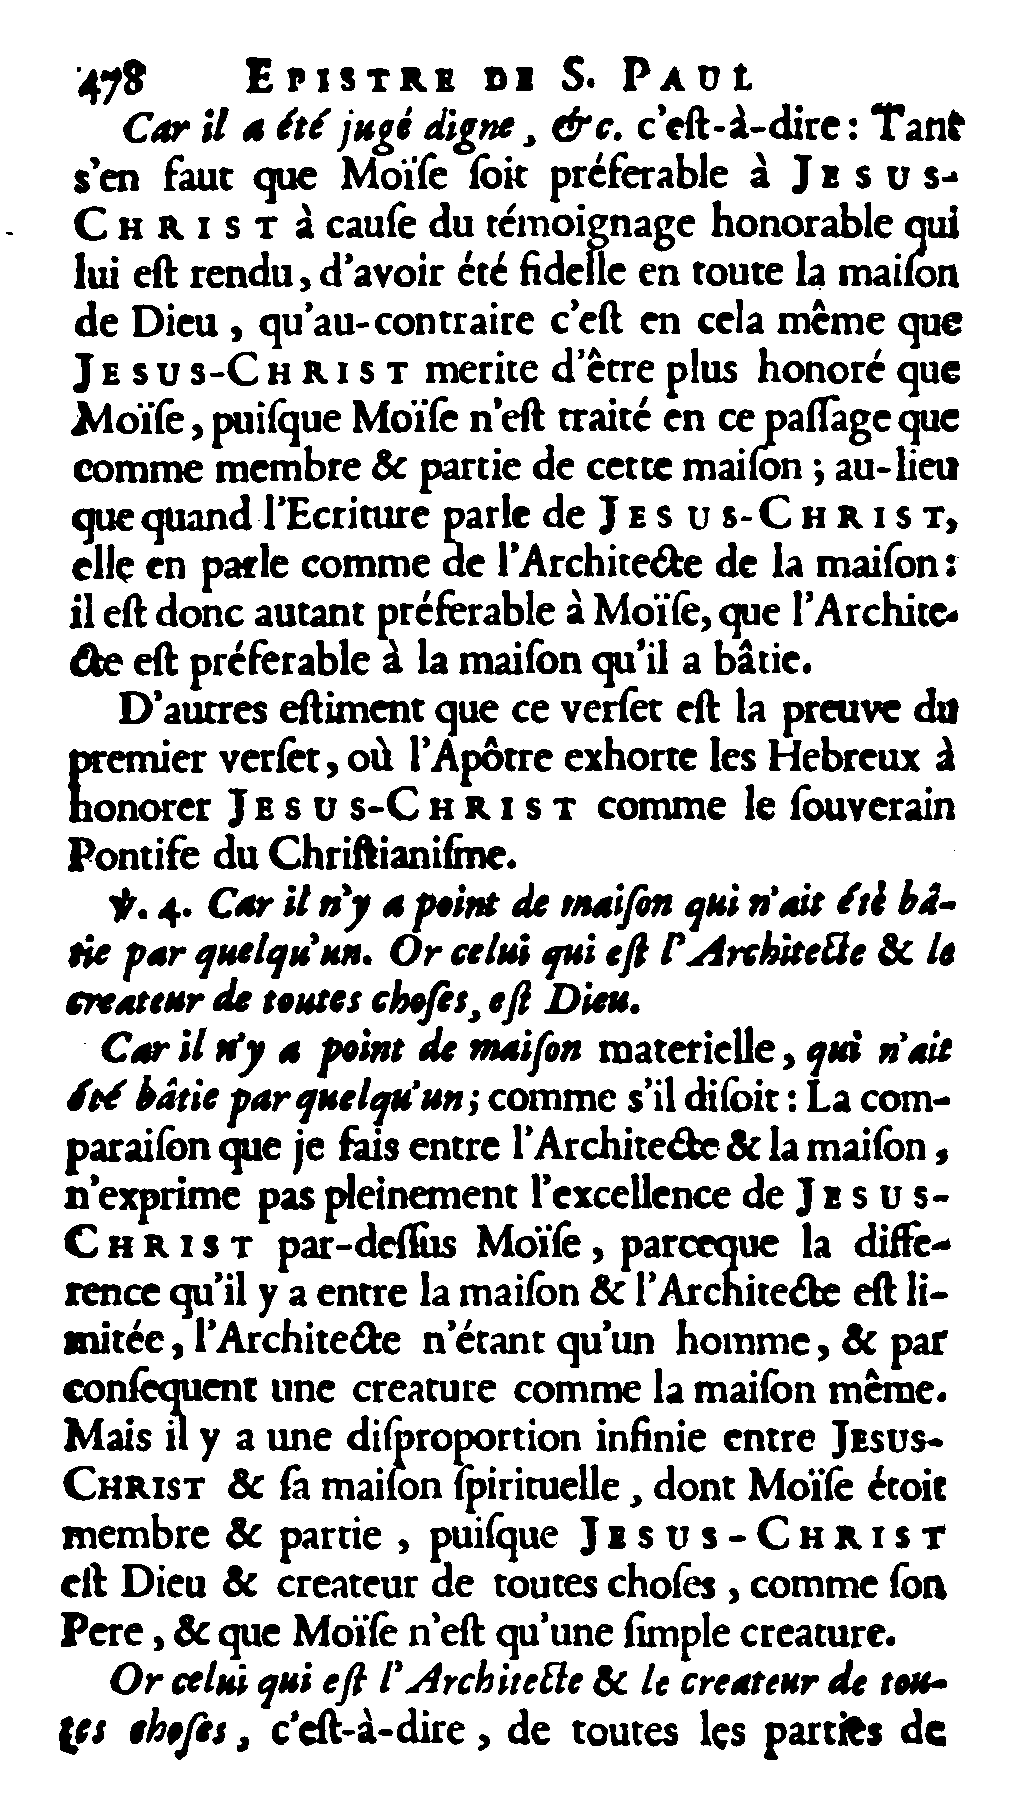 478 EPISTRE DE S. PAUL
Car il a été jugé digne, &c. c'eſt-à-dire: Tant
s'en faut que Moïſe ſoit préferable à JESUS-
CHRIST à cauſe du témoignage honorable qui
lui eſt rendu, d'avoir été fidelle en toute la maiſon
de Dieu, qu'au-contraire c'eſt en cela même que
JESUS-CHRIST merite d'être plus honoré que
Moïſe, puiſque Moïſe n'eſt traité en ce paſſage que
comme membre & partie de cette maiſon; au-lieu
que quand l'Ecriture parle de JESUS-CHRIST,
elle en parle comme de l'Architecte de la maiſon:
il eſt donc autant préferable à Moïſe, que l'Archite-
cte eſt préferable à la maiſon qu'il a bâtie.
D'autres eſtiment que ce verſet eſt la preuve du
premier verſet, où l'Apôtre exhorte les Hebreux à
honorer JESUS-CHRIST comme le ſouverain
Pontife du Chriſtianiſme.
℣. 4. Car il n'y a point de maiſon qui n'ait été bâ-
tie par quelqu'un. Or celui qui eſt l'Architecte & le
createur de toutes choſes, eſt Dieu.
Car il n'y a point de maiſon materielle, qui n'ait
été bâtie par quelqu'un; comme s'il diſoit: La com-
paraiſon que je fais entre l'Architecte & la maiſon,
n'exprime pas pleinement l'excellence de JESUS-
CHRIST par-deſſus Moïſe, parceque la diffe-
rence qu'il y a entre la maiſon & l'Architecte eſt li-
mitée, l'Architecte n'étant qu'un homme, & par
conſequent une creature comme la maiſon même.
Mais il y a une diſproportion infinie entre JESUS-
CHRIST & ſa maiſon ſpirituelle, dont Moïſe étoit
membre & partie, puiſque JESUS-CHRIST
eſt Dieu & createur de toutes choſes, comme ſon
Pere, & que Moïſe n'eſt qu'une ſimple creature.
Or celui qui eſt l'Architecte & le createur de tou-
tes choſes, c'eſt-à-dire, de toutes les parties de